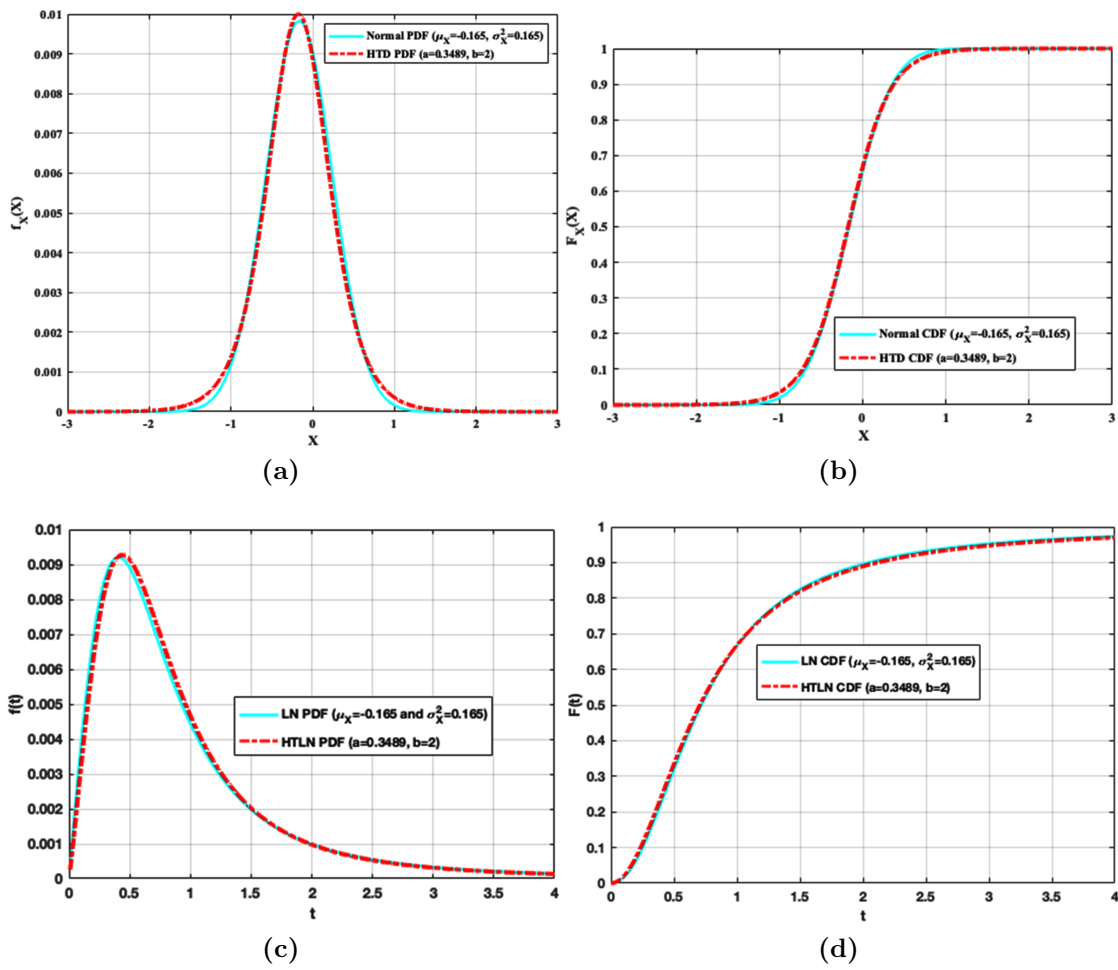 0.01
0.009
0.008
0.007
0.006
0.005
0.004
0.003
0.002
0.001
0
f_X(X)
Normal PDF (μ_X=-0.165, σ_X^2=0.165)
HTD PDF (a=0.3489, b=2)
-3 -2 -1 0 1 2 3
X
(a)
1
0.9
0.8
0.7
0.6
0.5
0.4
0.3
0.2
0.1
0
F_X(X)
Normal CDF (μ_X=-0.165, σ_X^2=0.165)
HTD CDF (a=0.3489, b=2)
-3 -2 -1 0 1 2 3
X
(b)
0.01
0.009
0.008
0.007
0.006
0.005
0.004
0.003
0.002
0.001
0
f(t)
LN PDF (μ_X=-0.165 and σ_X^2=0.165)
HTLN PDF (a=0.3489, b=2)
0 0.5 1 1.5 2 2.5 3 3.5 4
t
(c)
1
0.9
0.8
0.7
0.6
0.5
0.4
0.3
0.2
0.1
0
F(t)
LN CDF (μ_X=-0.165, σ_X^2=0.165)
HTLN CDF (a=0.3489, b=2)
0 0.5 1 1.5 2 2.5 3 3.5 4
t
(d)